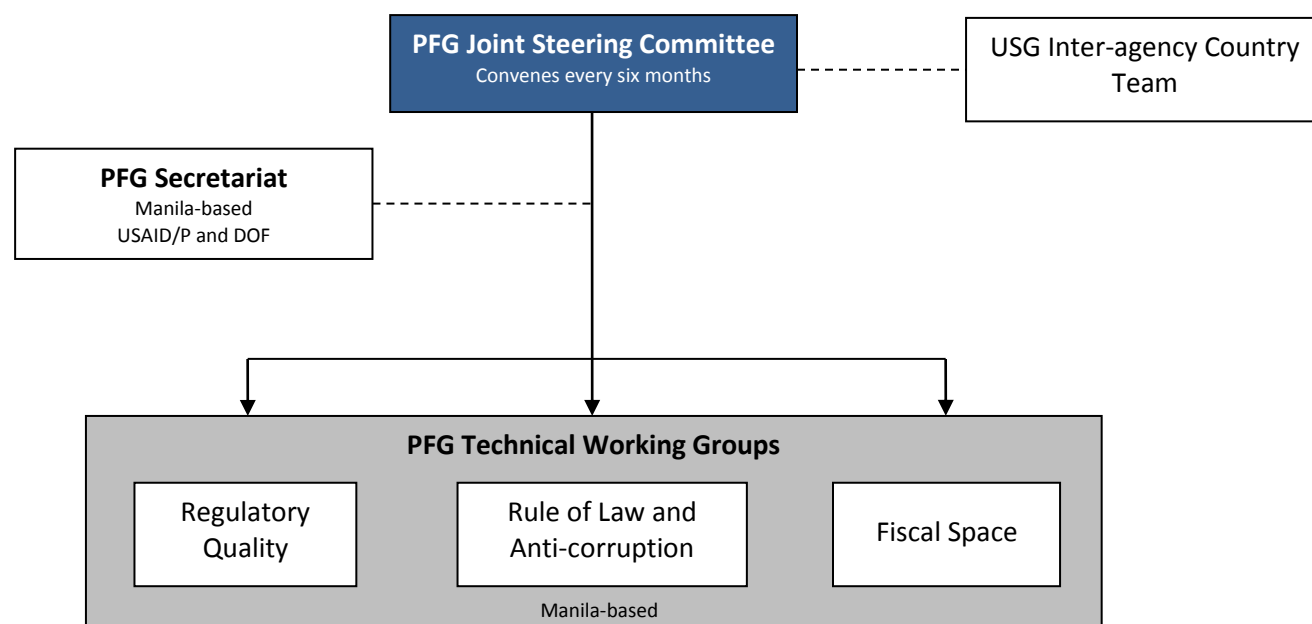 PFG Joint Steering Committee
Convenes every six months
USG Inter-agency Country
Team
PFG Secretariat
Manila-based
USAID/P and DOF
PFG Technical Working Groups
Regulatory
Quality
Rule of Law and
Anti-corruption
Fiscal Space
Manila-based